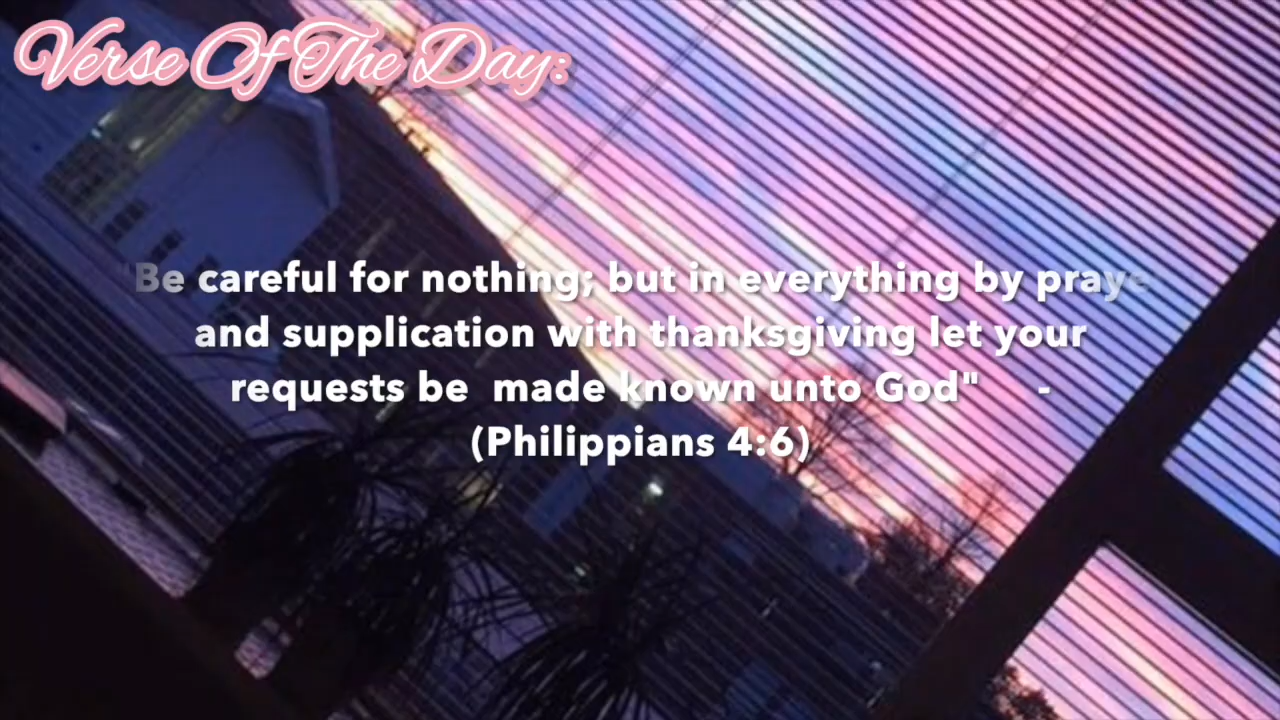 Verse Of The Day:
"Be careful for nothing; but in everything by praye
and supplication with thanksgiving let your
requests be  made known unto God"     -
(Philippians 4:6)